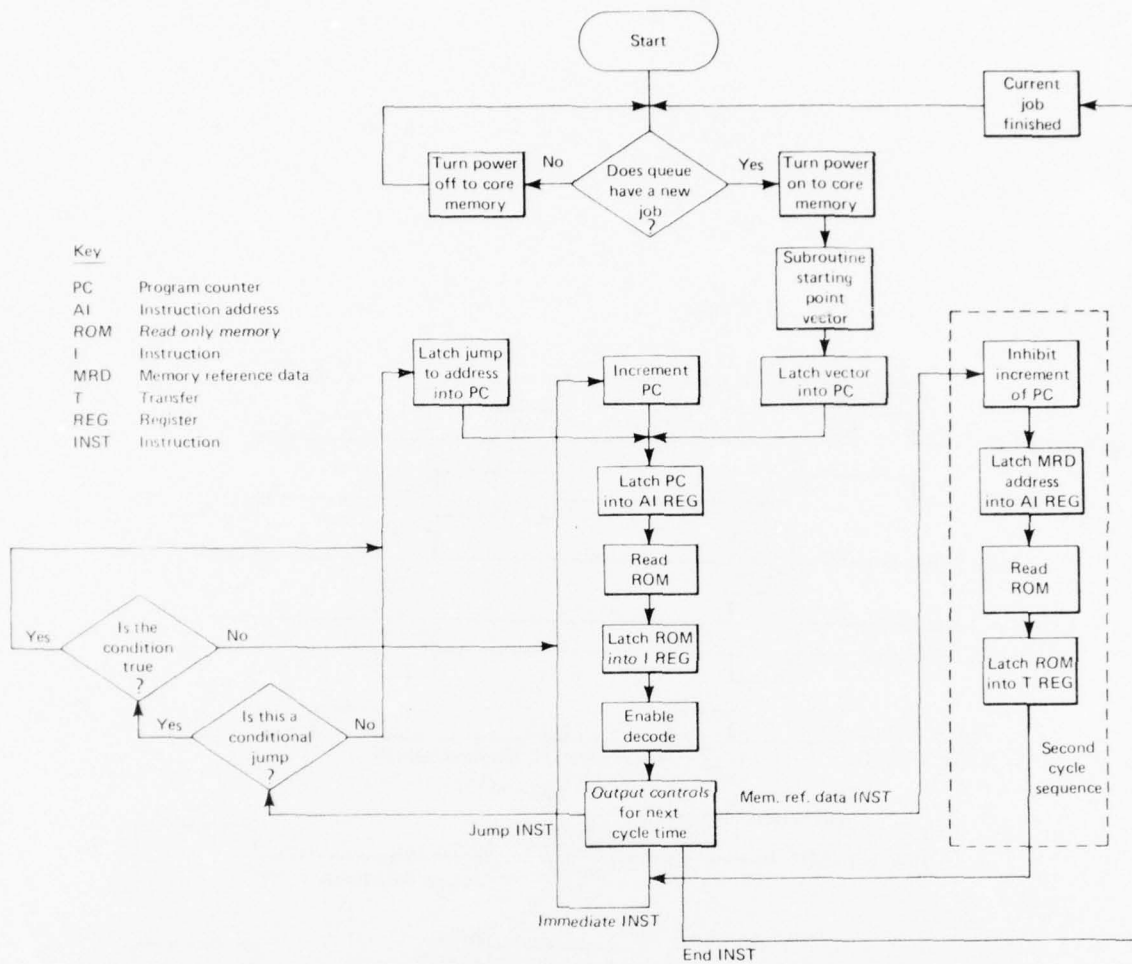 Start
Current
job
finished
Turn power
off to core
memory
No
Does queue
have a new
job
?
Yes
Turn power
on to core
memory
Subroutine
starting
point
vector
Key
PC Program counter
AI Instruction address
ROM Read only memory
I Instruction
MRD Memory reference data
T Transfer
REG Register
INST Instruction
Latch jump
to address
into PC
Increment
PC
Latch vector
into PC
Inhibit
increment
of PC
Latch PC
into AI REG
Latch MRD
address
into AI REG
Read
ROM
Read
ROM
Yes
Is the
condition
true
?
No
Latch ROM
into I REG
Latch ROM
into T REG
Yes
Is this a
conditional
jump
?
No
Enable
decode
Second
cycle
sequence
Output controls
for next
cycle time
Mem. ref. data INST
Jump INST
Immediate INST
End INST